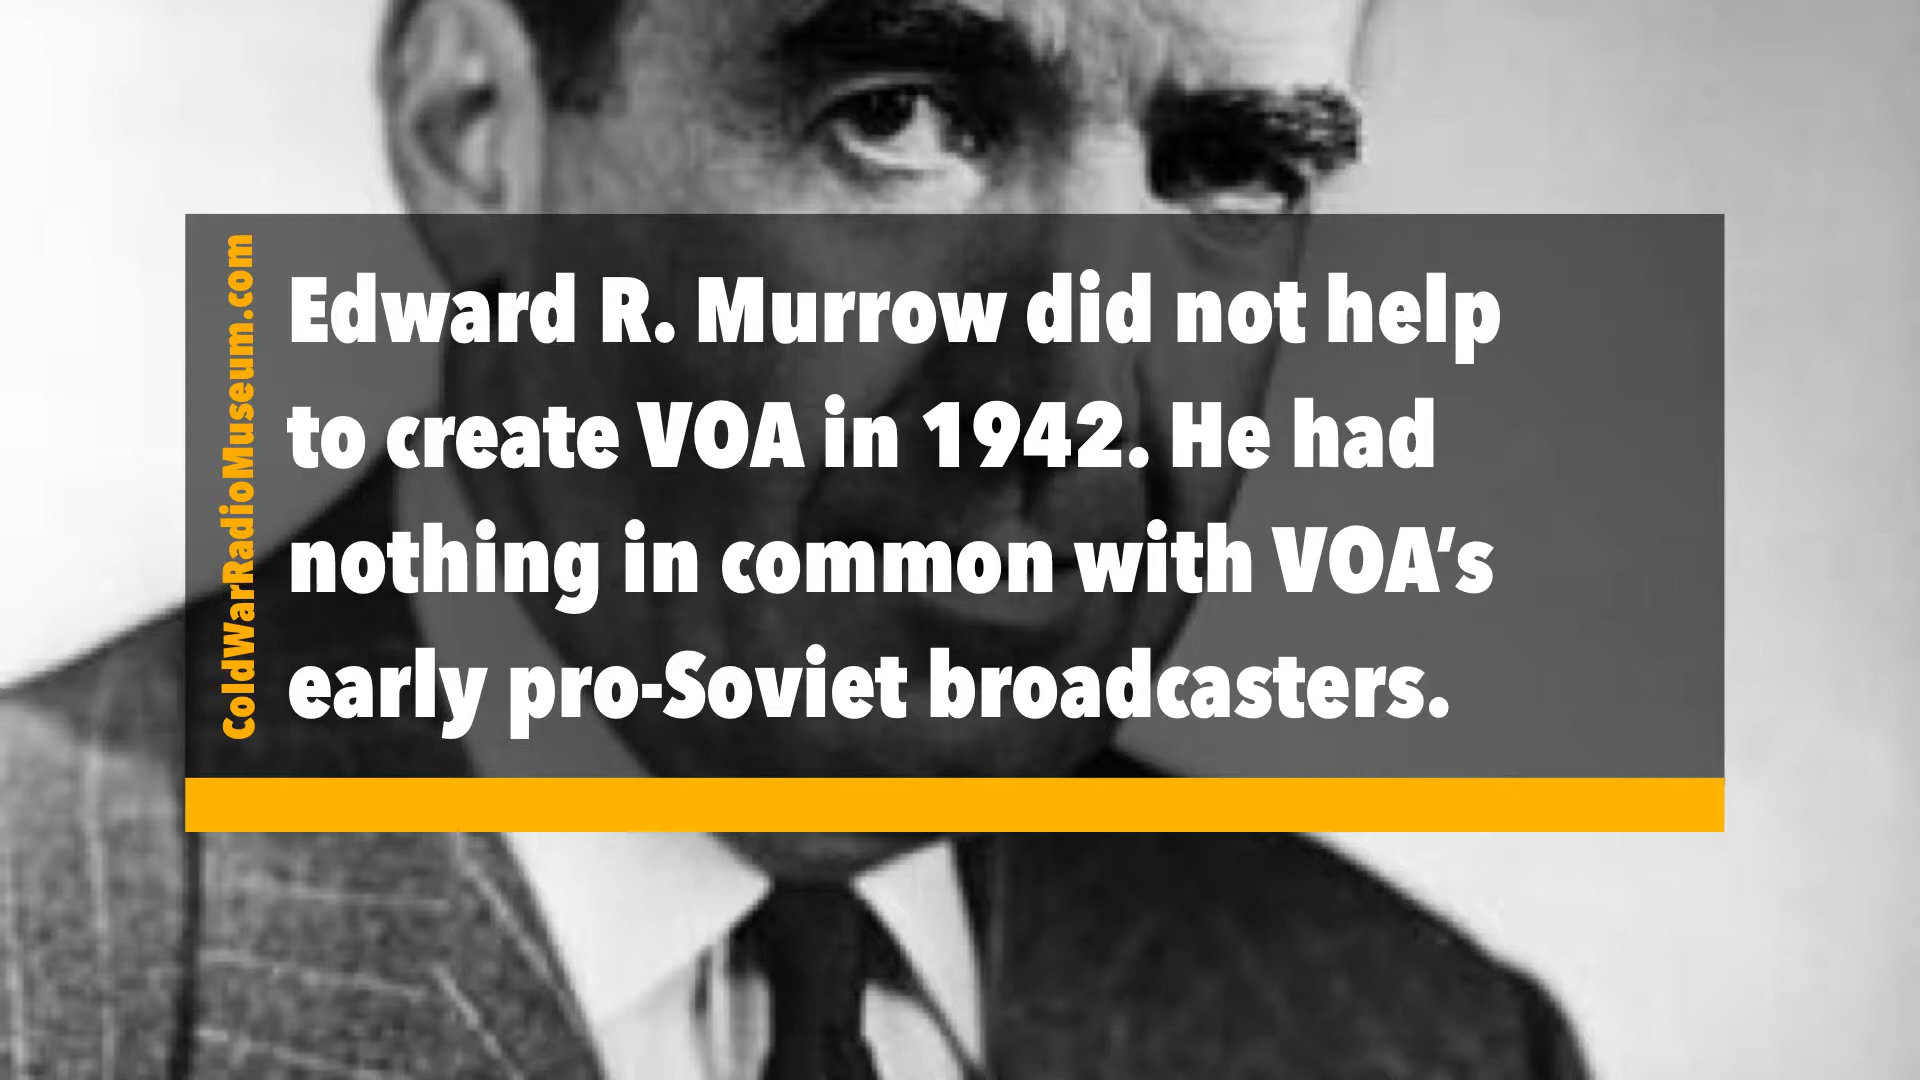 ColdWarRadioMuseum.com
Edward R. Murrow did not help
to create VOA in 1942. He had
nothing in common with VOA’s
early pro-Soviet broadcasters.